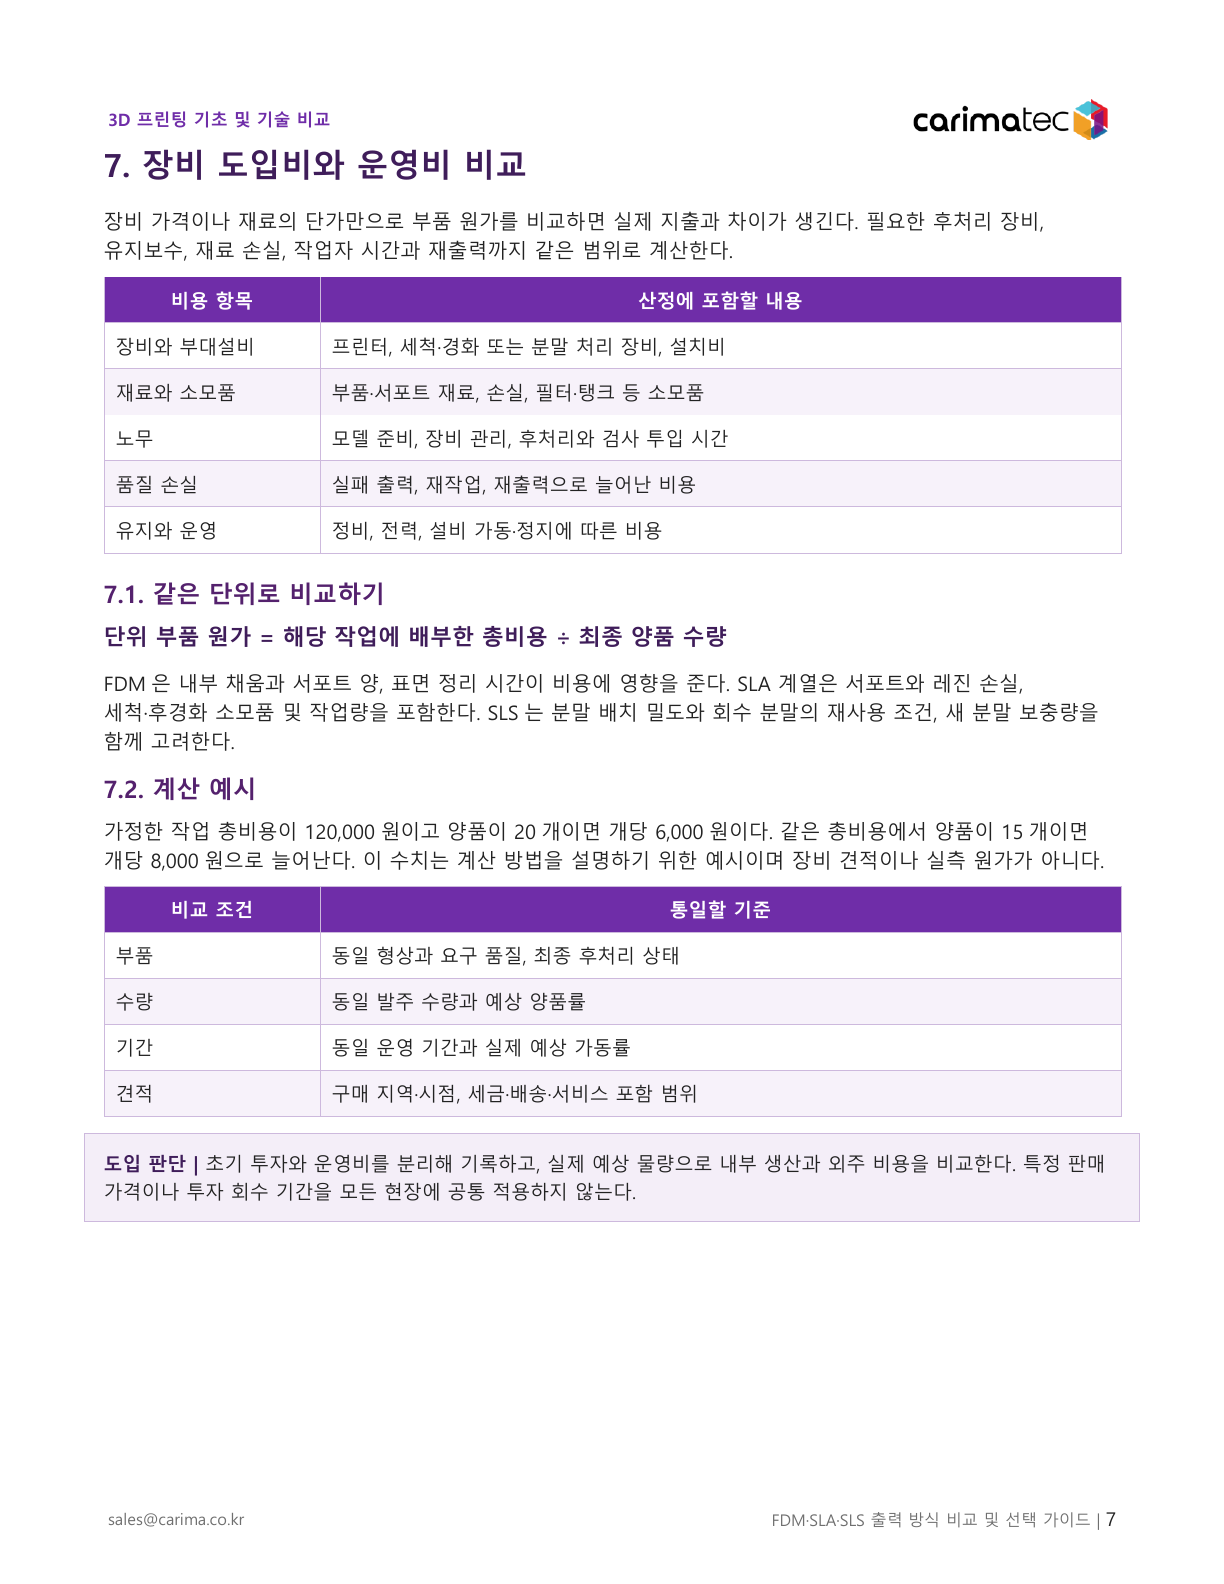 3D 프린팅 기초 및 기술 비교
carimatec
7. 장비 도입비와 운영비 비교
장비 가격이나 재료의 단가만으로 부품 원가를 비교하면 실제 지출과 차이가 생긴다. 필요한 후처리 장비,
유지보수, 재료 손실, 작업자 시간과 재출력까지 같은 범위로 계산한다.
비용 항목 산정에 포함할 내용
장비와 부대설비 프린터, 세척·경화 또는 분말 처리 장비, 설치비
재료와 소모품 부품·서포트 재료, 손실, 필터·탱크 등 소모품
노무 모델 준비, 장비 관리, 후처리와 검사 투입 시간
품질 손실 실패 출력, 재작업, 재출력으로 늘어난 비용
유지와 운영 정비, 전력, 설비 가동·정지에 따른 비용
7.1. 같은 단위로 비교하기
단위 부품 원가 = 해당 작업에 배부한 총비용 ÷ 최종 양품 수량
FDM 은 내부 채움과 서포트 양, 표면 정리 시간이 비용에 영향을 준다. SLA 계열은 서포트와 레진 손실,
세척·후경화 소모품 및 작업량을 포함한다. SLS 는 분말 배치 밀도와 회수 분말의 재사용 조건, 새 분말 보충량을
함께 고려한다.
7.2. 계산 예시
가정한 작업 총비용이 120,000 원이고 양품이 20 개이면 개당 6,000 원이다. 같은 총비용에서 양품이 15 개이면
개당 8,000 원으로 늘어난다. 이 수치는 계산 방법을 설명하기 위한 예시이며 장비 견적이나 실측 원가가 아니다.
비교 조건 통일할 기준
부품 동일 형상과 요구 품질, 최종 후처리 상태
수량 동일 발주 수량과 예상 양품률
기간 동일 운영 기간과 실제 예상 가동률
견적 구매 지역·시점, 세금·배송·서비스 포함 범위
도입 판단 | 초기 투자와 운영비를 분리해 기록하고, 실제 예상 물량으로 내부 생산과 외주 비용을 비교한다. 특정 판매
가격이나 투자 회수 기간을 모든 현장에 공통 적용하지 않는다.
sales@carima.co.kr
FDM·SLA·SLS 출력 방식 비교 및 선택 가이드 | 7